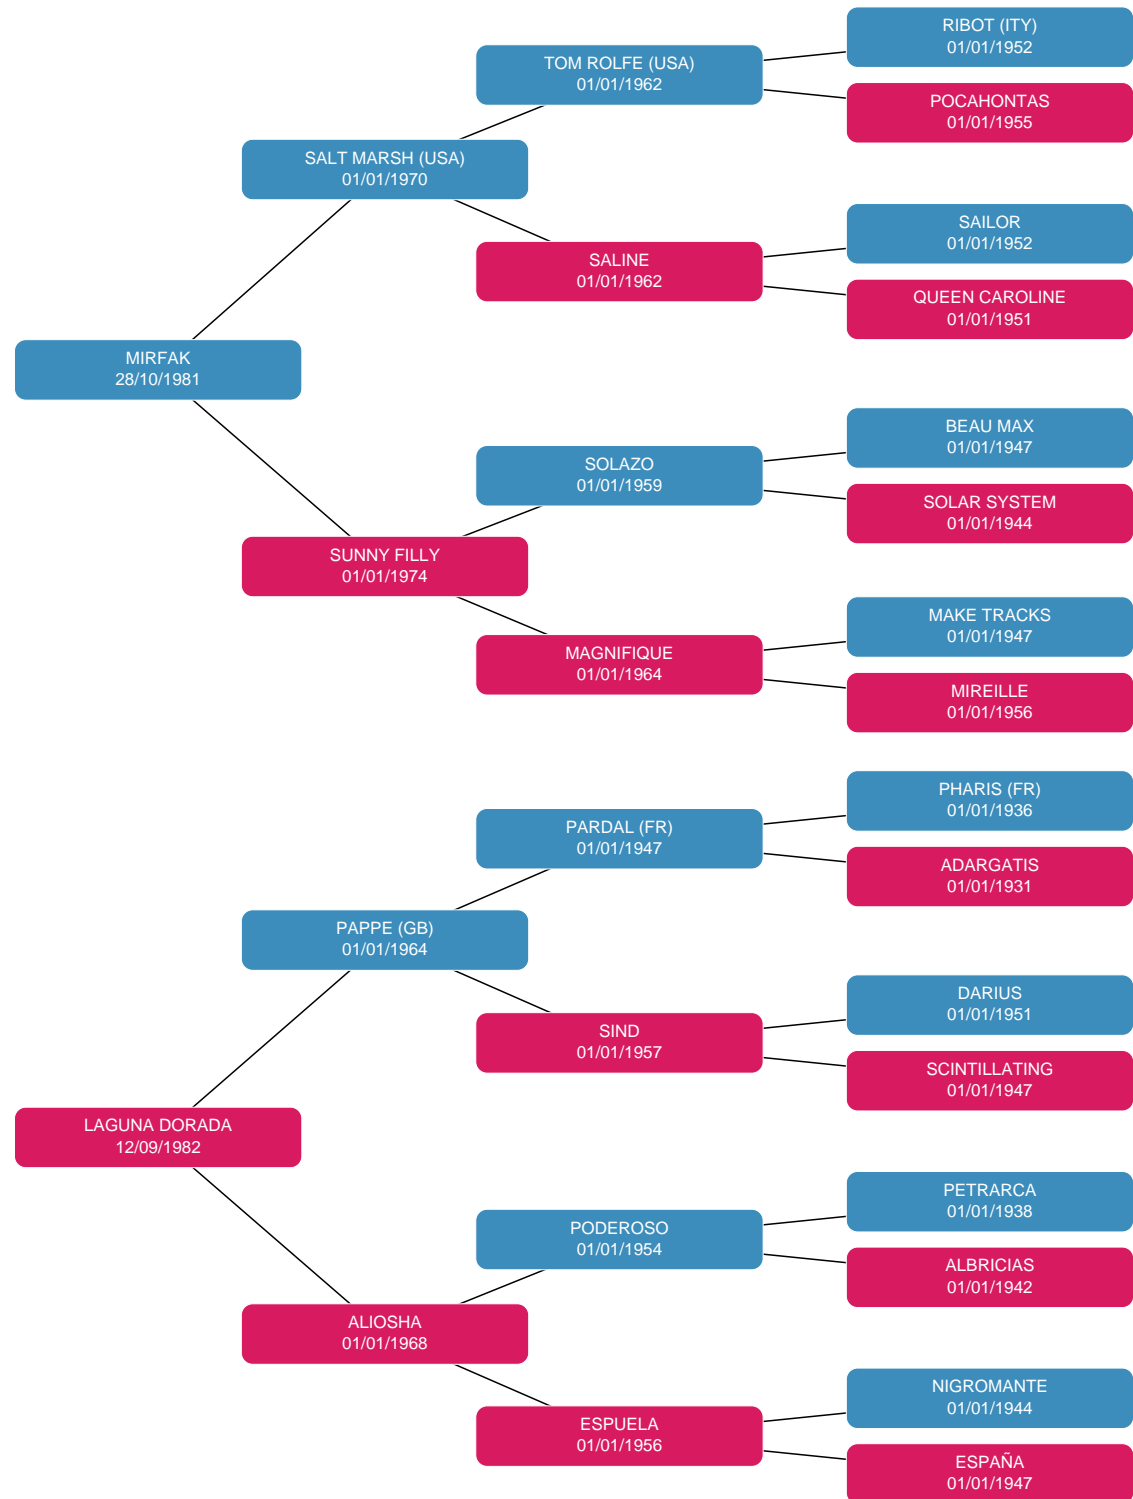 RIBOT (ITY)
01/01/1952
TOM ROLFE (USA)
01/01/1962
POCAHONTAS
01/01/1955
SALT MARSH (USA)
01/01/1970
SAILOR
01/01/1952
SALINE
01/01/1962
QUEEN CAROLINE
01/01/1951
MIRFAK
28/10/1981
BEAU MAX
01/01/1947
SOLAZO
01/01/1959
SOLAR SYSTEM
01/01/1944
SUNNY FILLY
01/01/1974
MAKE TRACKS
01/01/1947
MAGNIFIQUE
01/01/1964
MIREILLE
01/01/1956
PHARIS (FR)
01/01/1936
PARDAL (FR)
01/01/1947
ADARGATIS
01/01/1931
PAPPE (GB)
01/01/1964
DARIUS
01/01/1951
SIND
01/01/1957
SCINTILLATING
01/01/1947
LAGUNA DORADA
12/09/1982
PETRARCA
01/01/1938
PODEROSO
01/01/1954
ALBRICIAS
01/01/1942
ALIOSHA
01/01/1968
NIGROMANTE
01/01/1944
ESPUELA
01/01/1956
ESPAÑA
01/01/1947